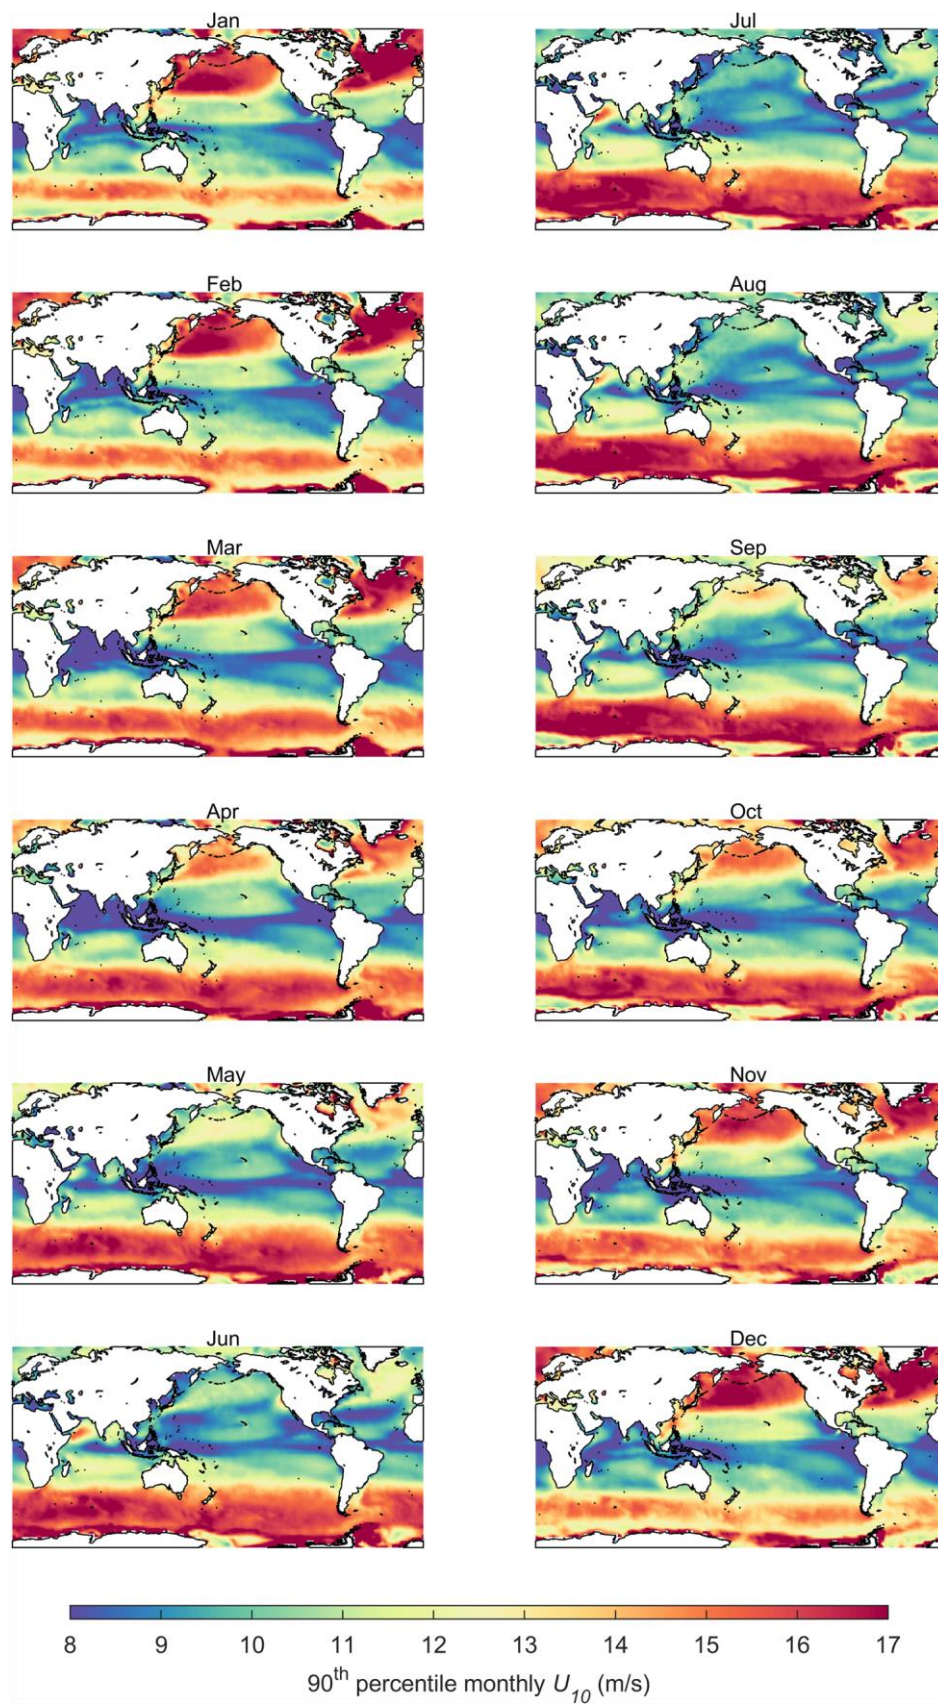 Jan
Jul
Feb
Aug
Mar
Sep
Apr
Oct
May
Nov
Jun
Dec
8 9 10 11 12 13 14 15 16 17
90th percentile monthly U10 (m/s)